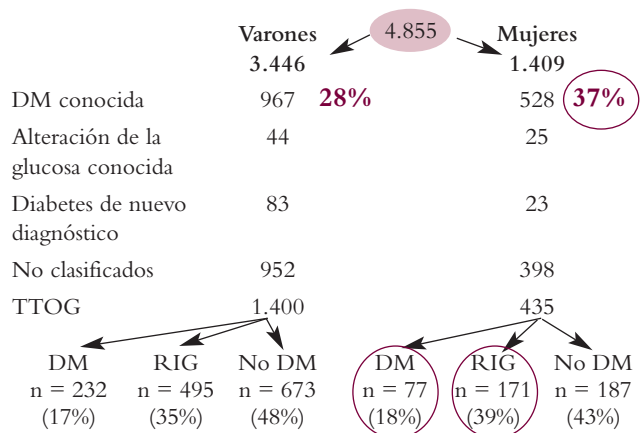 4.855
Varones Mujeres
3.446 1.409
DM conocida 967 28% 528 37%
Alteración de la 44 25
glucosa conocida
Diabetes de nuevo 83 23
diagnóstico
No clasificados 952 398
TTOG 1.400 435
DM RIG No DM DM RIG No DM
n = 232 n = 495 n = 673 n = 77 n = 171 n = 187
(17%) (35%) (48%) (18%) (39%) (43%)